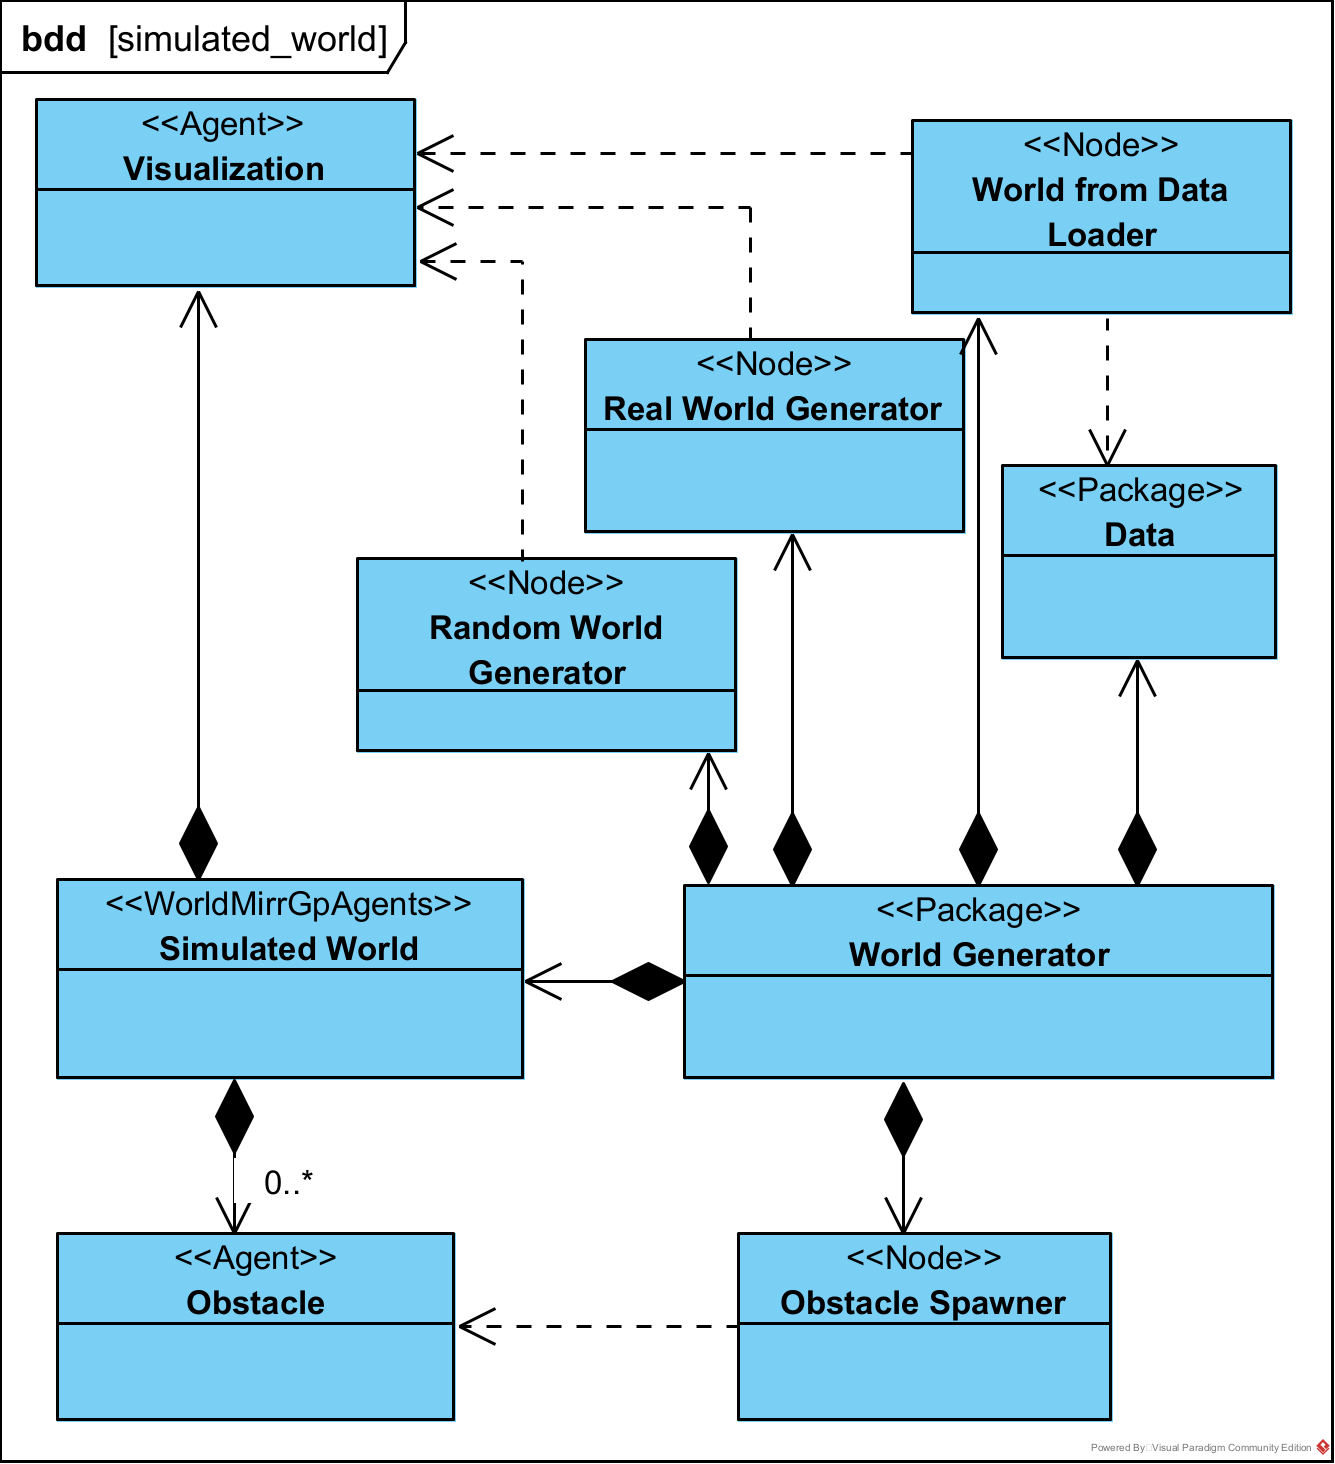 bdd [simulated_world]
<<Agent>>
Visualization
<<Node>>
World from Data
Loader
<<Node>>
Real World Generator
<<Package>>
Data
<<Node>>
Random World
Generator
<<WorldMirrGpAgents>>
Simulated World
<<Package>>
World Generator
0..*
<<Agent>>
Obstacle
<<Node>>
Obstacle Spawner
Powered By Visual Paradigm Community Edition